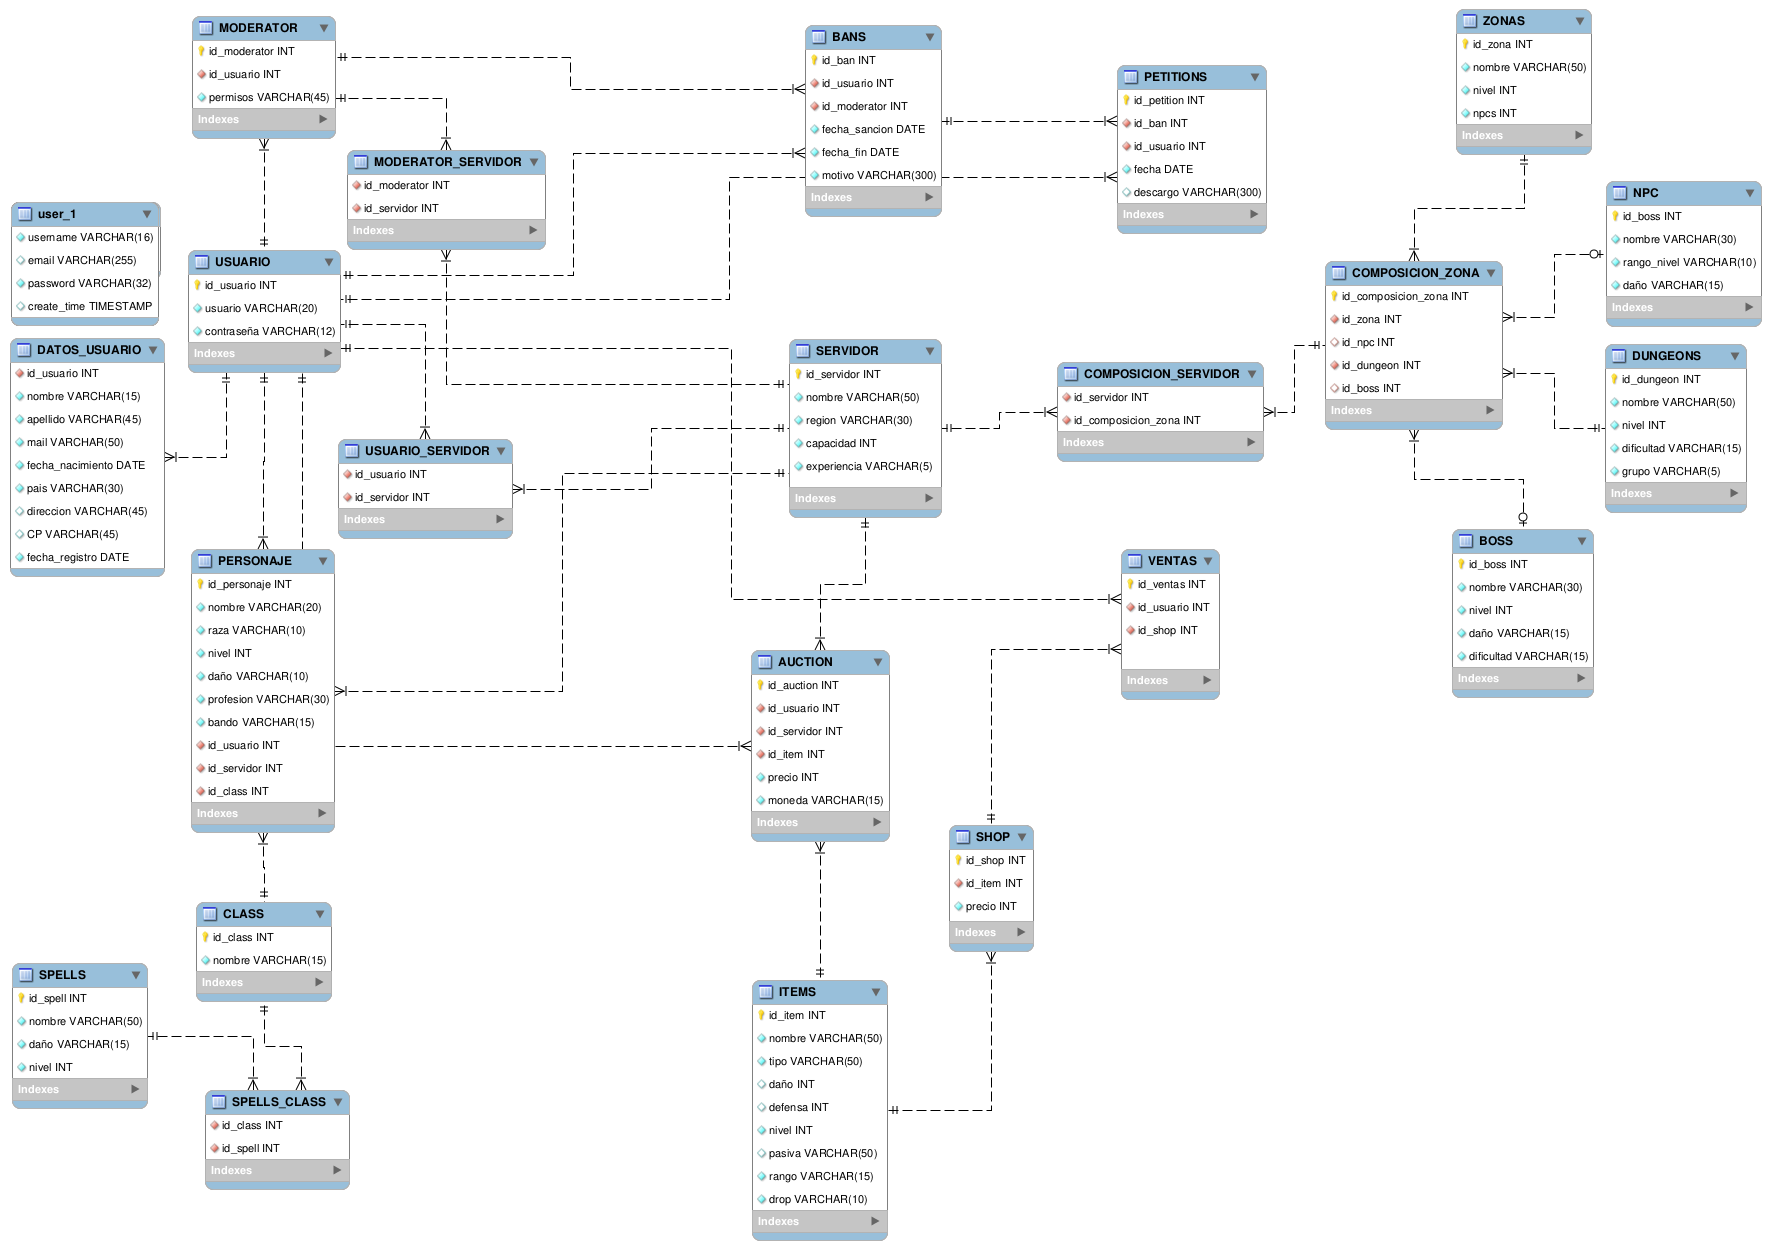 MODERATOR
id_moderator INT
id_usuario INT
permisos VARCHAR(45)
Indexes
BANS
id_ban INT
id_usuario INT
id_moderator INT
fecha_sancion DATE
fecha_fin DATE
motivo VARCHAR(300)
Indexes
PETITIONS
id_petition INT
id_ban INT
id_usuario INT
fecha DATE
descargo VARCHAR(300)
Indexes
ZONAS
id_zona INT
nombre VARCHAR(50)
nivel INT
npcs INT
Indexes
MODERATOR_SERVIDOR
id_moderator INT
id_servidor INT
Indexes
user_1
username VARCHAR(16)
email VARCHAR(255)
password VARCHAR(32)
create_time TIMESTAMP
USUARIO
id_usuario INT
usuario VARCHAR(20)
contraseña VARCHAR(12)
Indexes
NPC
id_boss INT
nombre VARCHAR(30)
rango_nivel VARCHAR(10)
daño VARCHAR(15)
Indexes
COMPOSICION_ZONA
id_composicion_zona INT
id_zona INT
id_npc INT
id_dungeon INT
id_boss INT
Indexes
DATOS_USUARIO
id_usuario INT
nombre VARCHAR(15)
apellido VARCHAR(45)
mail VARCHAR(50)
fecha_nacimiento DATE
pais VARCHAR(30)
direccion VARCHAR(45)
CP VARCHAR(45)
fecha_registro DATE
SERVIDOR
id_servidor INT
nombre VARCHAR(50)
region VARCHAR(30)
capacidad INT
experiencia VARCHAR(5)
Indexes
COMPOSICION_SERVIDOR
id_servidor INT
id_composicion_zona INT
Indexes
DUNGEONS
id_dungeon INT
nombre VARCHAR(50)
nivel INT
dificultad VARCHAR(15)
grupo VARCHAR(5)
Indexes
USUARIO_SERVIDOR
id_usuario INT
id_servidor INT
Indexes
BOSS
id_boss INT
nombre VARCHAR(30)
nivel INT
daño VARCHAR(15)
dificultad VARCHAR(15)
Indexes
PERSONAJE
id_personaje INT
nombre VARCHAR(20)
raza VARCHAR(10)
nivel INT
daño VARCHAR(10)
profesion VARCHAR(30)
bando VARCHAR(15)
id_usuario INT
id_servidor INT
id_class INT
Indexes
VENTAS
id_ventas INT
id_usuario INT
id_shop INT
Indexes
AUCTION
id_auction INT
id_usuario INT
id_servidor INT
id_item INT
precio INT
moneda VARCHAR(15)
Indexes
SHOP
id_shop INT
id_item INT
precio INT
Indexes
CLASS
id_class INT
nombre VARCHAR(15)
Indexes
SPELLS
id_spell INT
nombre VARCHAR(50)
daño VARCHAR(15)
nivel INT
Indexes
ITEMS
id_item INT
nombre VARCHAR(50)
tipo VARCHAR(50)
daño INT
defensa INT
nivel INT
pasiva VARCHAR(50)
rango VARCHAR(15)
drop VARCHAR(10)
Indexes
SPELLS_CLASS
id_class INT
id_spell INT
Indexes